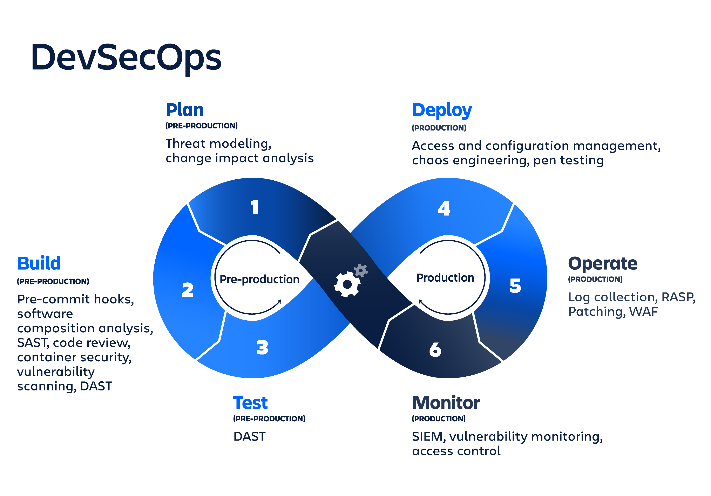 DevSecOps
Plan
(PRE-PRODUCTION)
Threat modeling,
change impact analysis
Deploy
(PRODUCTION)
Access and configuration management,
chaos engineering, pen testing
1
4
Build
(PRE-PRODUCTION)
Pre-commit hooks,
software
composition analysis,
SAST, code review,
container security,
vulnerability
scanning, DAST
2
Pre-production
Production
5
Operate
(PRODUCTION)
Log collection, RASP,
Patching, WAF
3
6
Test
(PRE-PRODUCTION)
DAST
Monitor
(PRODUCTION)
SIEM, vulnerability monitoring,
access control